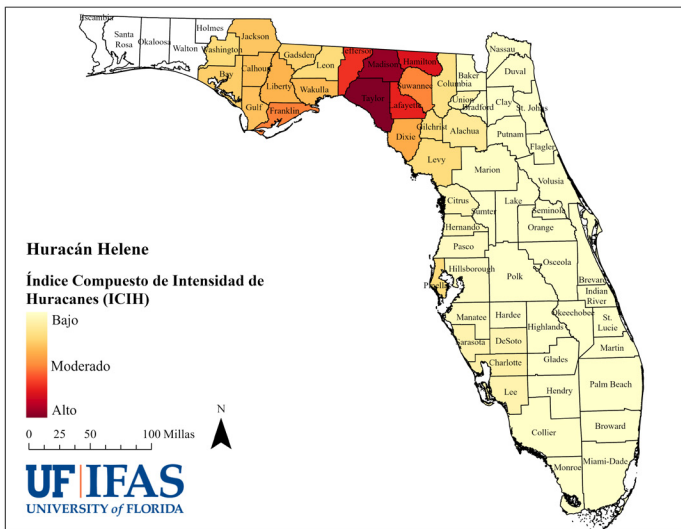 Escambia
Santa
Rosa
Okaloosa
Walton
Holmes
Jackson
Washington
Bay
Calhoun
Gulf
Liberty
Franklin
Gadsden
Leon
Wakulla
Jefferson
Madison
Taylor
Hamilton
Suwannee
Lafayette
Dixie
Columbia
Gilchrist
Levy
Baker
Union
Bradford
Alachua
Nassau
Duval
Clay
St. Johns
Putnam
Flagler
Marion
Volusia
Citrus
Sumter
Lake
Seminole
Hernando
Orange
Pasco
Pinellas
Hillsborough
Polk
Osceola
Brevard
Indian
River
Manatee
Hardee
Highlands
Okeechobee
St.
Lucie
Sarasota
DeSoto
Martin
Charlotte
Glades
Lee
Hendry
Palm Beach
Collier
Broward
Monroe
Miami-Dade
Huracán Helene
Índice Compuesto de Intensidad de
Huracanes (ICIH)
Bajo
Moderado
Alto
N
0 25 50 100 Millas
UF IFAS
UNIVERSITY of FLORIDA